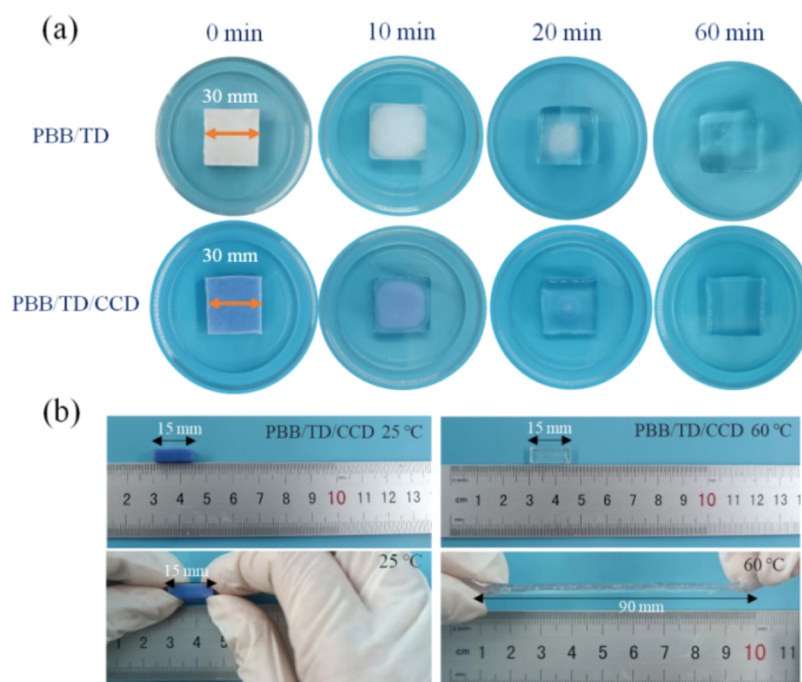 (a)
0 min 10 min 20 min 60 min
30 mm
PBB/TD
30 mm
PBB/TD/CCD
(b)
15 mm
PBB/TD/CCD 25 °C
2 3 4 5 6 7 8 9 10 11 12 13
15 mm
PBB/TD/CCD 60 °C
cm 1 2 3 4 5 6 7 8 9 10 11 12 13
25 °C
15 mm
1 2 3 4 5
60 °C
90 mm
cm 1 2 3 4 5 6 7 8 9 10 11